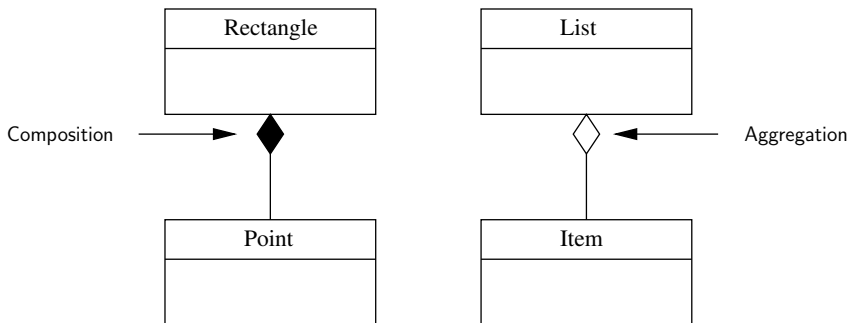 Rectangle
List
Composition
Aggregation
Point
Item